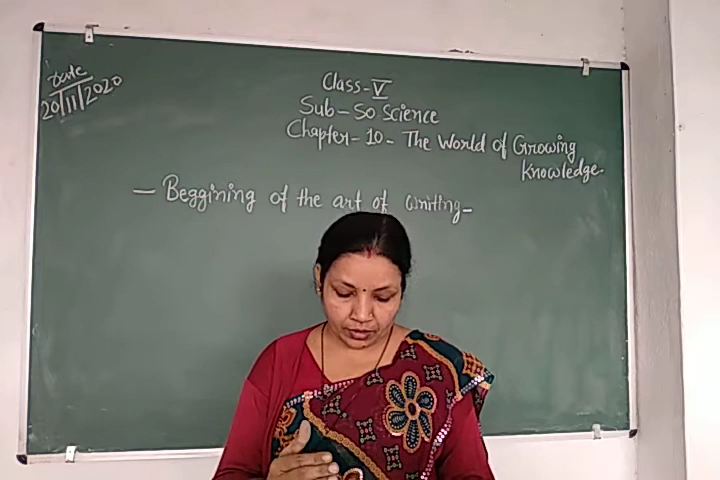 Date
20/11/2020
Class-V
Sub-So Science
Chapter-10-The World of Growing
Knowledge.
- Beggining of the art of writing-